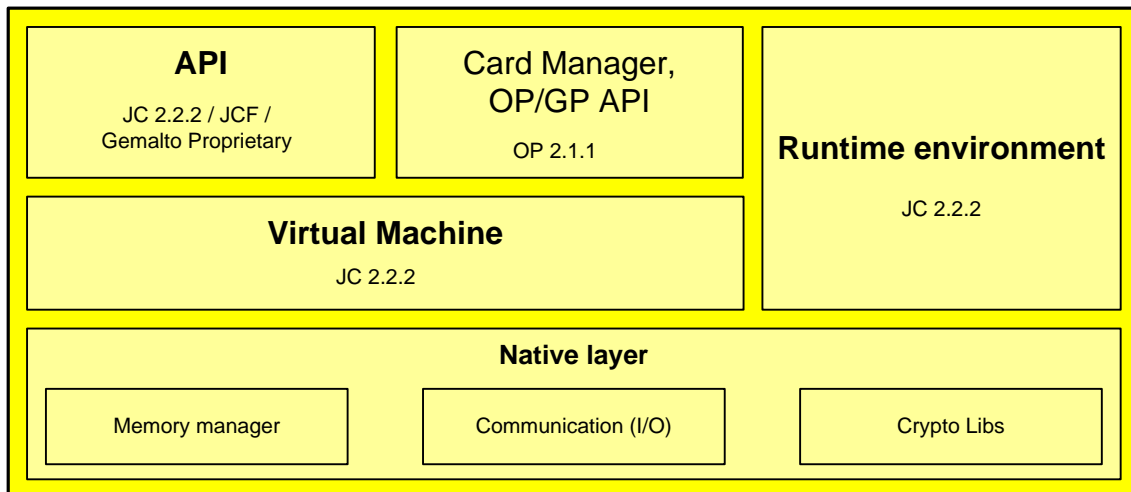 API
JC 2.2.2 / JCF /
Gemalto Proprietary
Card Manager,
OP/GP API
OP 2.1.1
Runtime environment
JC 2.2.2
Virtual Machine
JC 2.2.2
Native layer
Memory manager
Communication (I/O)
Crypto Libs